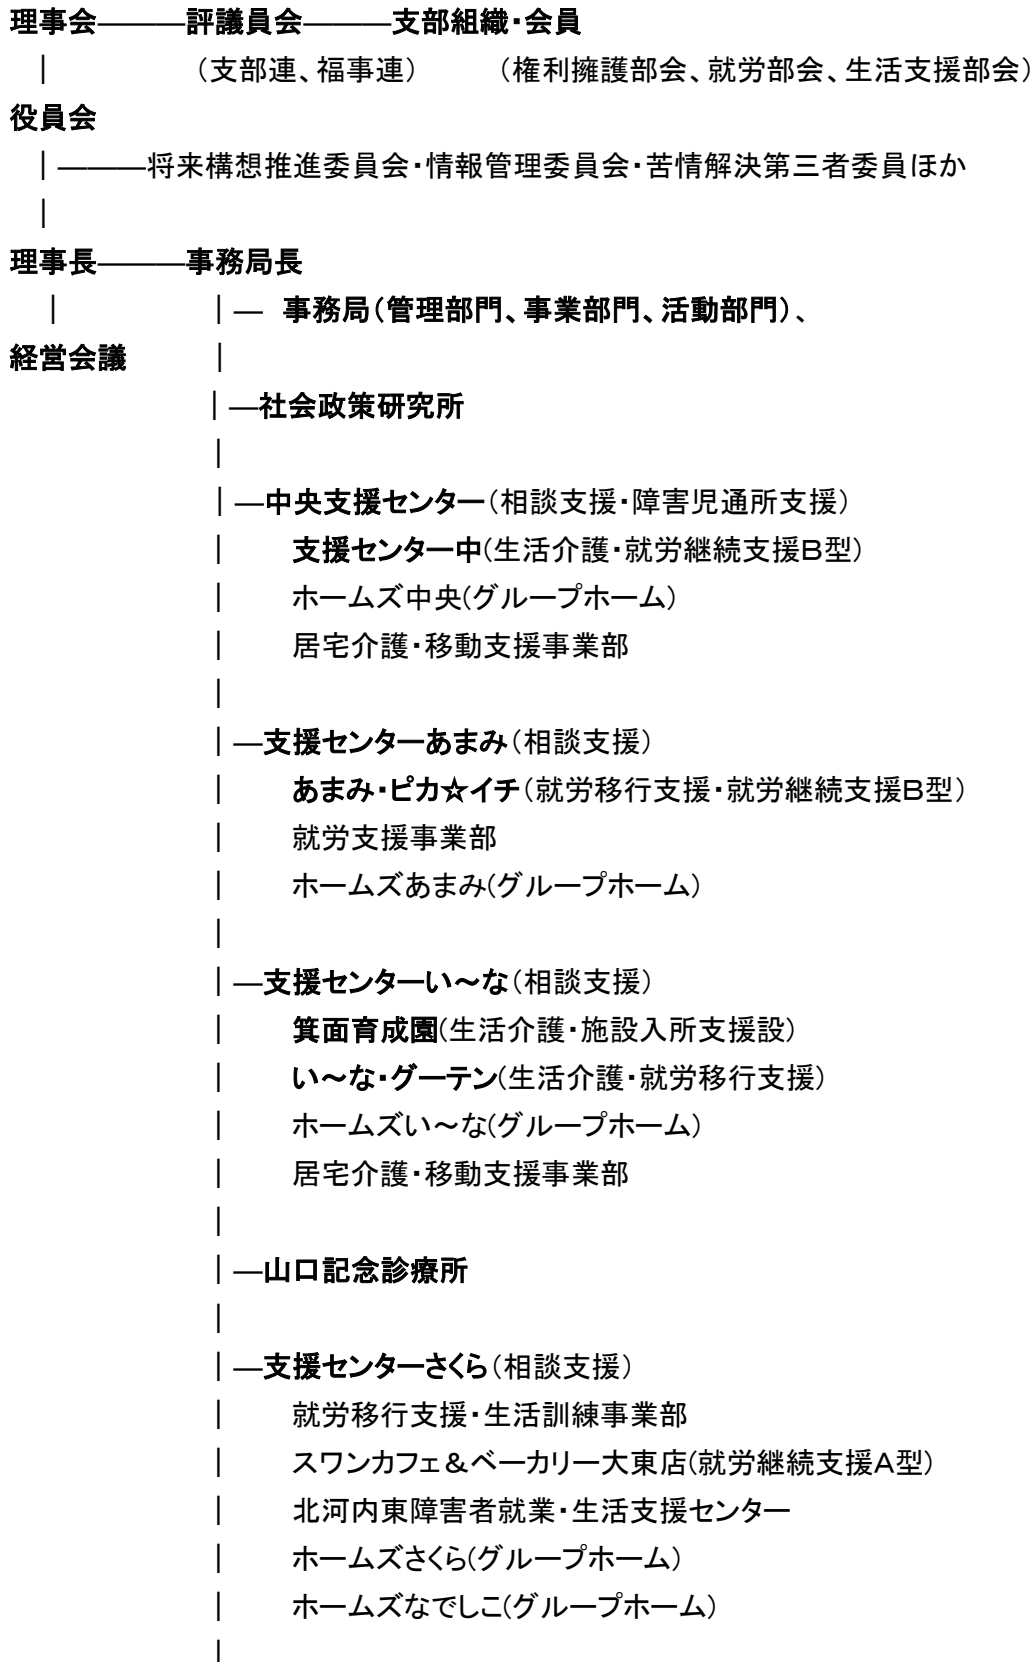 理事会———評議員会———支部組織・会員
｜ （支部連、福事連） （権利擁護部会、就労部会、生活支援部会）
役員会
｜———将来構想推進委員会・情報管理委員会・苦情解決第三者委員ほか
｜
理事長———事務局長
｜ ｜— 事務局（管理部門、事業部門、活動部門）、
経営会議 ｜
｜—社会政策研究所
｜
｜—中央支援センター（相談支援・障害児通所支援）
｜ 支援センター中(生活介護・就労継続支援Ｂ型)
｜ ホームズ中央(グループホーム)
｜ 居宅介護・移動支援事業部
｜
｜—支援センターあまみ（相談支援）
｜ あまみ・ピカ☆イチ（就労移行支援・就労継続支援Ｂ型）
｜ 就労支援事業部
｜ ホームズあまみ(グループホーム)
｜
｜—支援センターい～な（相談支援）
｜ 箕面育成園(生活介護・施設入所支援設)
｜ い～な・グーテン(生活介護・就労移行支援)
｜ ホームズい～な(グループホーム)
｜ 居宅介護・移動支援事業部
｜
｜—山口記念診療所
｜
｜—支援センターさくら（相談支援）
｜ 就労移行支援・生活訓練事業部
｜ スワンカフェ＆ベーカリー大東店(就労継続支援Ａ型)
｜ 北河内東障害者就業・生活支援センター
｜ ホームズさくら(グループホーム)
｜ ホームズなでしこ(グループホーム)
｜